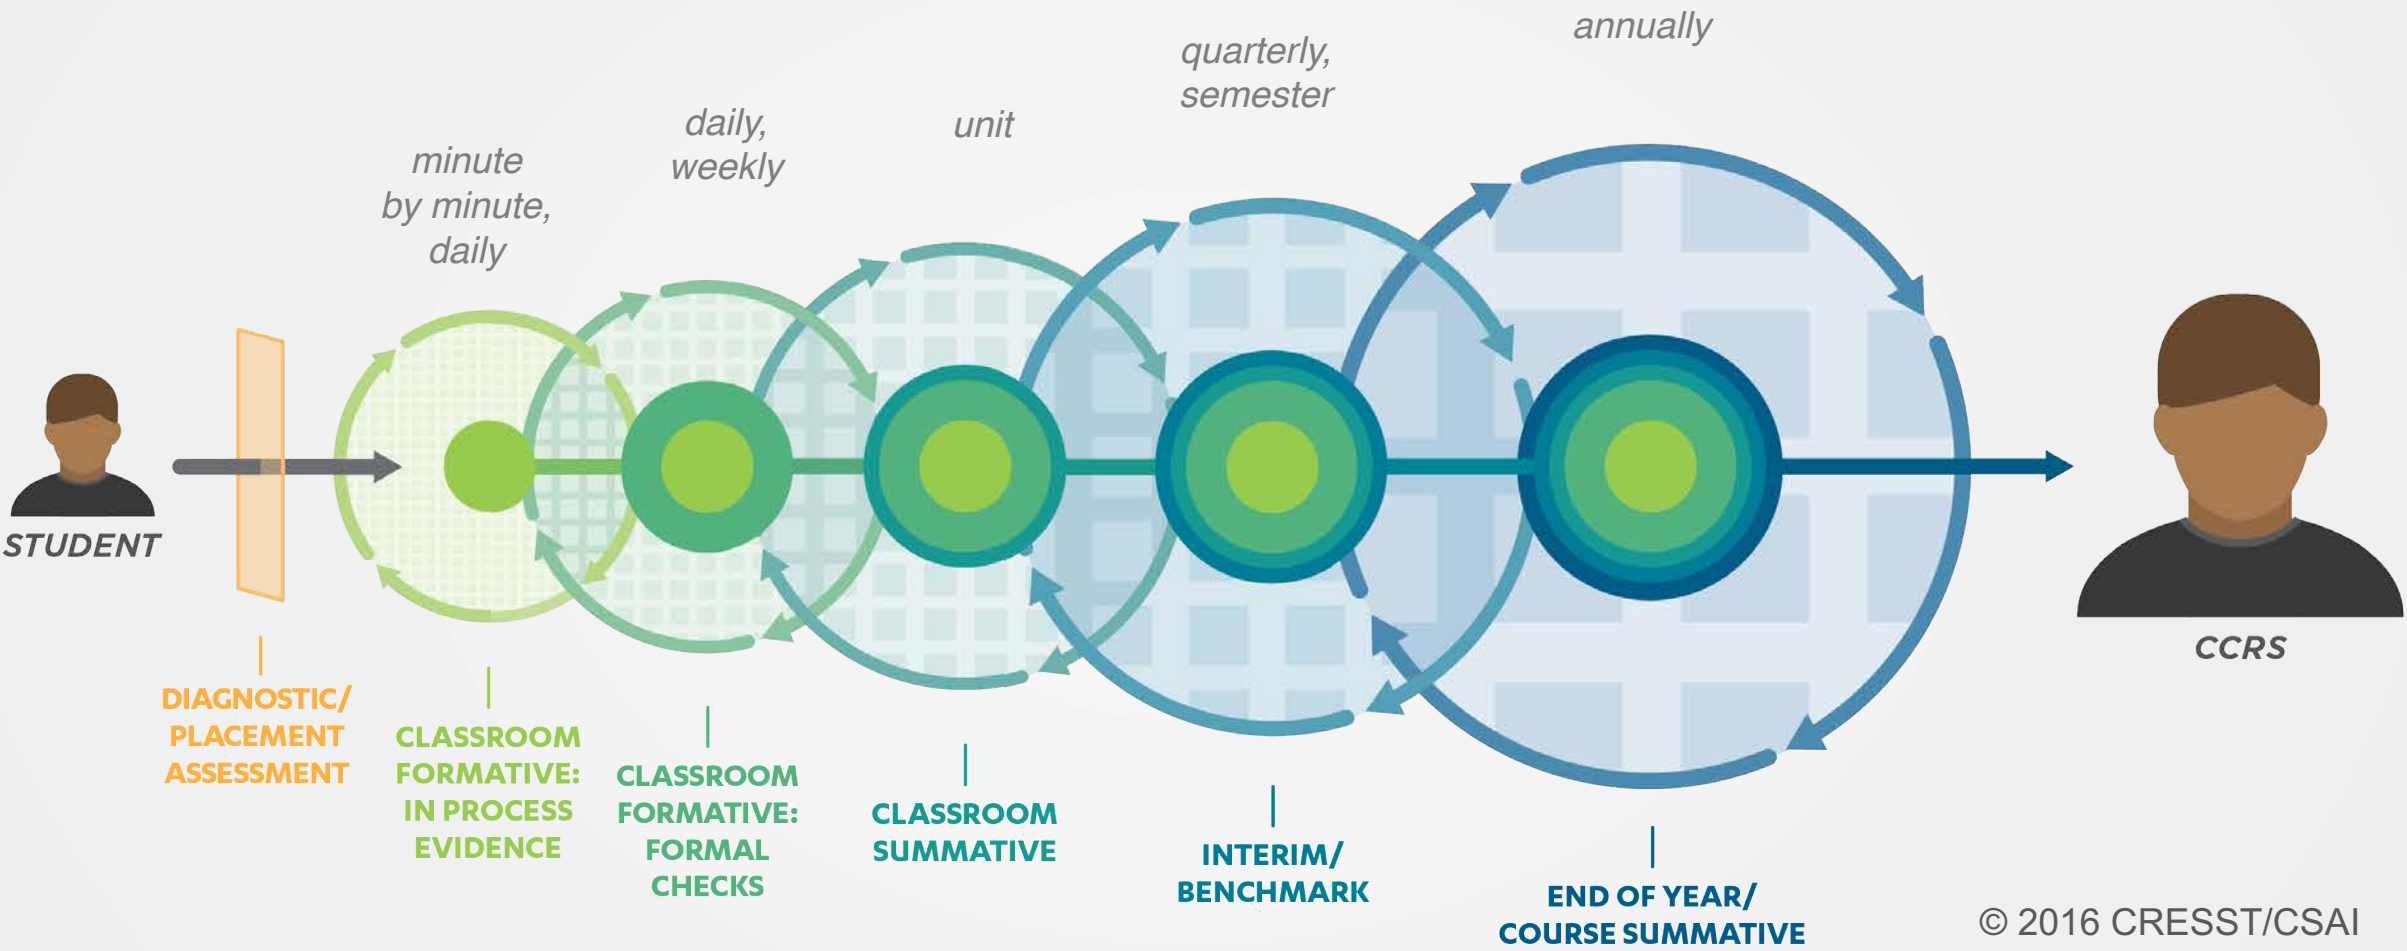 annually
quarterly,
semester
daily,
weekly
unit
minute
by minute,
daily
STUDENT
CCRS
DIAGNOSTIC/
PLACEMENT
ASSESSMENT
CLASSROOM
FORMATIVE:
IN PROCESS
EVIDENCE
CLASSROOM
FORMATIVE:
FORMAL
CHECKS
CLASSROOM
SUMMATIVE
INTERIM/
BENCHMARK
END OF YEAR/
COURSE SUMMATIVE
© 2016 CRESST/CSAI